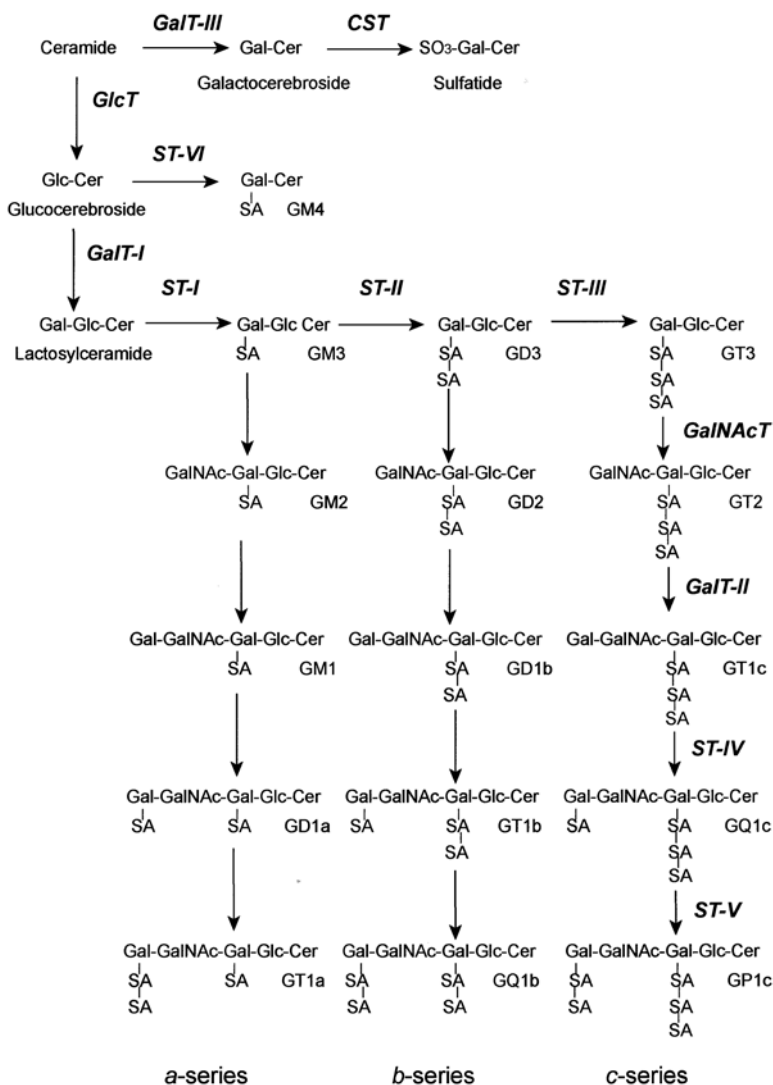 GalT-III CST
Ceramide Gal-Cer SO3-Gal-Cer
Galactocerebroside Sulfatide
GlcT
ST-VI
Glc-Cer Gal-Cer
Glucocerebroside SA GM4
GalT-I
ST-I ST-II ST-III
Gal-Glc-Cer Gal-Glc Cer Gal-Glc-Cer Gal-Glc-Cer
Lactosylceramide SA GM3 SA GD3 SA GT3
SA SA
SA
GalNAcT
GalNAc-Gal-Glc-Cer GalNAc-Gal-Glc-Cer GalNAc-Gal-Glc-Cer
SA GM2 SA GD2 SA GT2
SA SA
SA
GalT-II
Gal-GalNAc-Gal-Glc-Cer Gal-GalNAc-Gal-Glc-Cer Gal-GalNAc-Gal-Glc-Cer
SA GM1 SA GD1b SA GT1c
SA SA
SA
ST-IV
Gal-GalNAc-Gal-Glc-Cer Gal-GalNAc-Gal-Glc-Cer Gal-GalNAc-Gal-Glc-Cer
SA SA GD1a SA SA GT1b SA SA GQ1c
SA SA
SA
ST-V
Gal-GalNAc-Gal-Glc-Cer Gal-GalNAc-Gal-Glc-Cer Gal-GalNAc-Gal-Glc-Cer
SA SA GT1a SA SA GQ1b SA SA GP1c
SA SA SA SA SA
SA
a-series b-series c-series